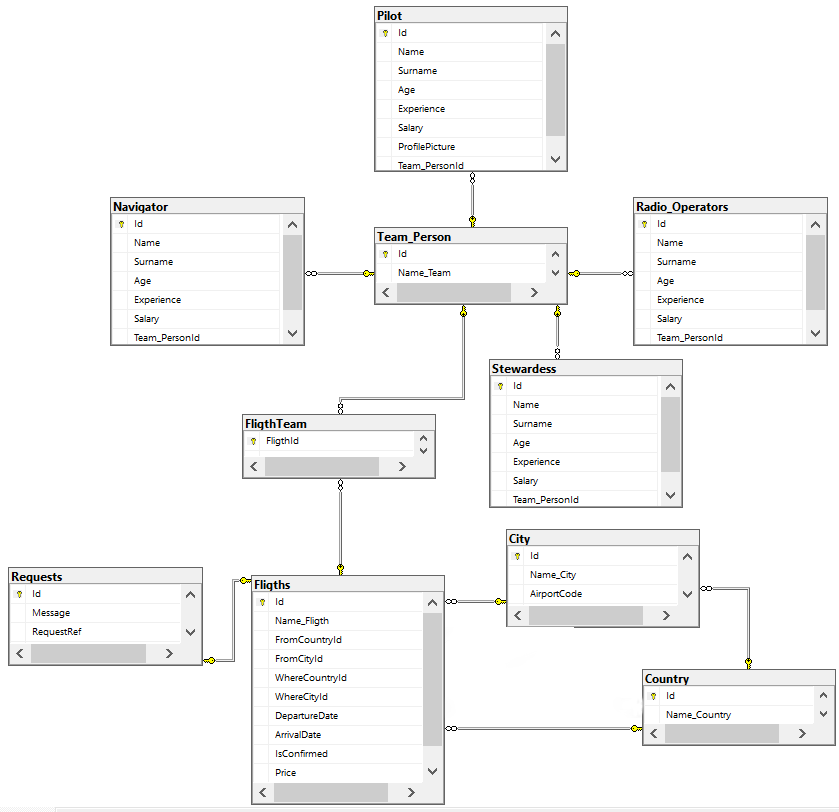 Pilot
Id
Name
Surname
Age
Experience
Salary
ProfilePicture
Team_PersonId
Navigator
Id
Name
Surname
Age
Experience
Salary
Team_PersonId
Team_Person
Id
Name_Team
Radio_Operators
Id
Name
Surname
Age
Experience
Salary
Team_PersonId
Stewardess
Id
Name
Surname
Age
Experience
Salary
Team_PersonId
FligthTeam
FligthId
City
Id
Name_City
AirportCode
Requests
Id
Message
RequestRef
Fligths
Id
Name_Fligth
FromCountryId
FromCityId
WhereCountryId
WhereCityId
DepartureDate
ArrivalDate
IsConfirmed
Price
Country
Id
Name_Country